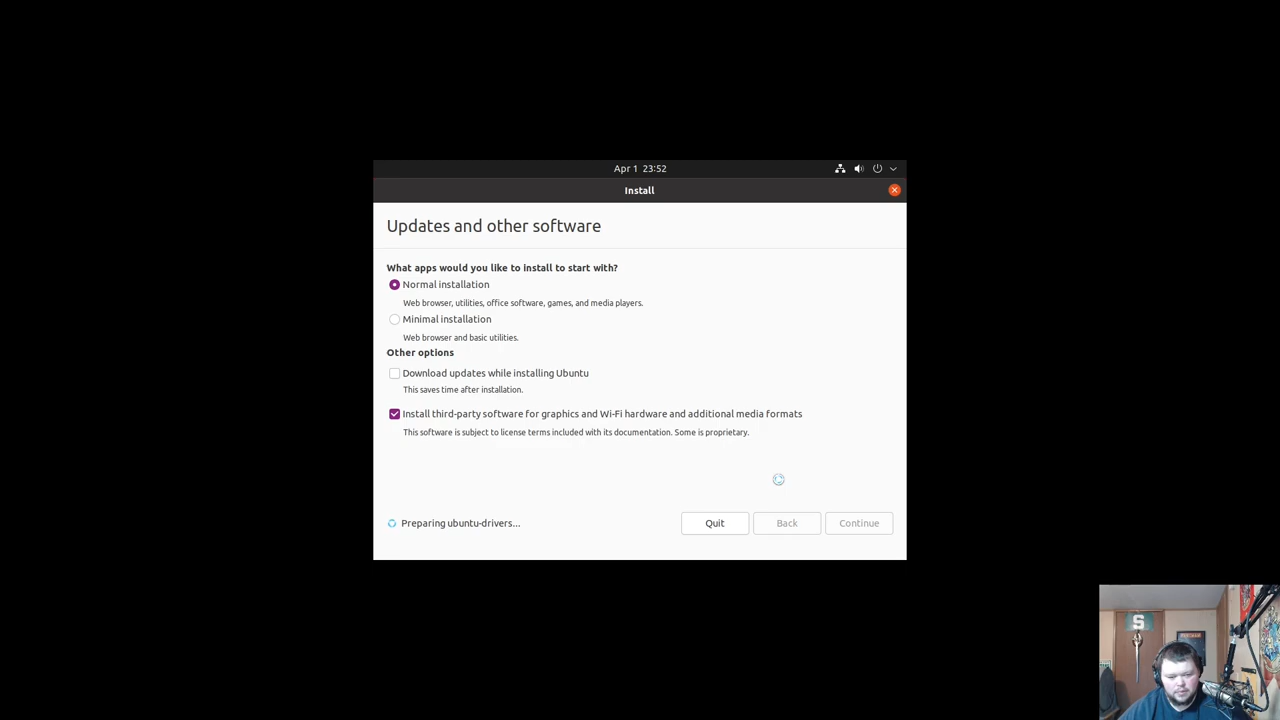 Apr 1 23:52
Install
Updates and other software
What apps would you like to install to start with?
Normal installation
Web browser, utilities, office software, games, and media players.
Minimal installation
Web browser and basic utilities.
Other options
Download updates while installing Ubuntu
This saves time after installation.
Install third-party software for graphics and Wi-Fi hardware and additional media formats
This software is subject to license terms included with its documentation. Some is proprietary.
Preparing ubuntu-drivers...
Quit
Back
Continue
S